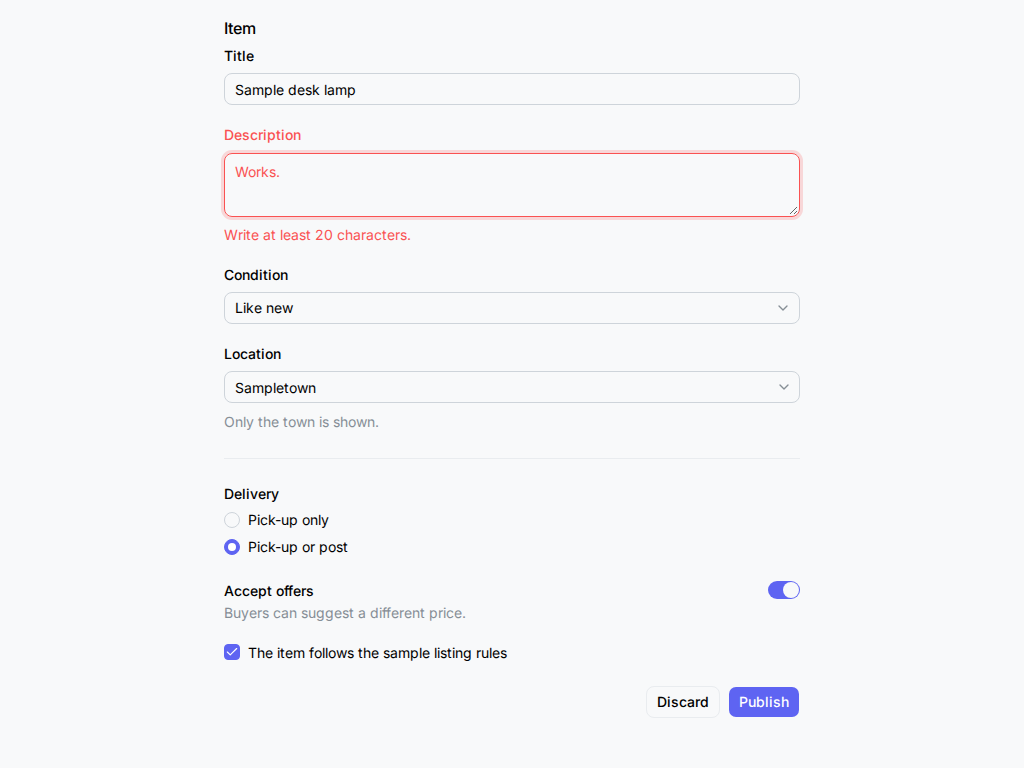 Item
Title
Sample desk lamp
Description
Works.
Write at least 20 characters.
Condition
Like new
Location
Sampletown
Only the town is shown.
Delivery
Pick-up only
Pick-up or post
Accept offers
Buyers can suggest a different price.
The item follows the sample listing rules
Discard Publish